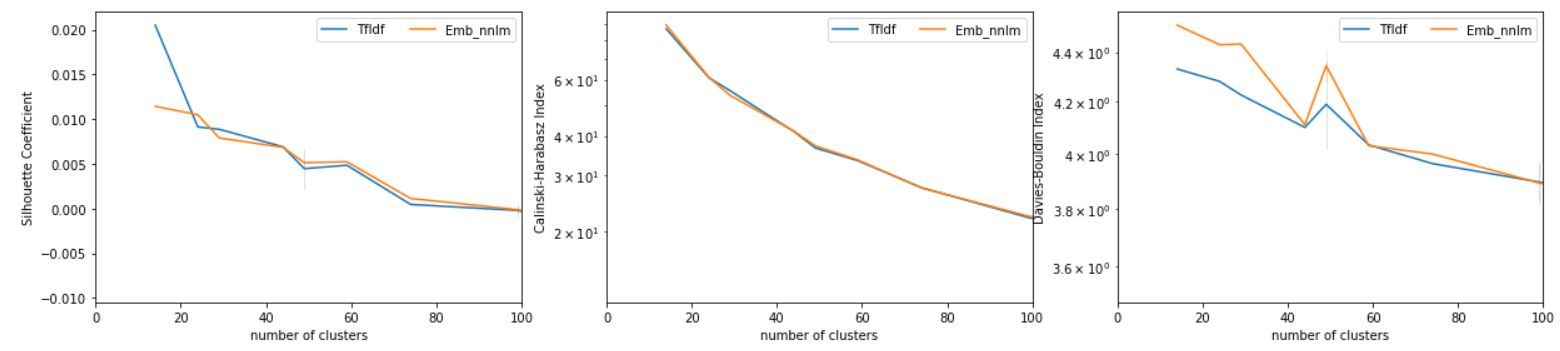 Silhouette Coefficient
0.020
0.015
0.010
0.005
0.000
−0.005
−0.010
TfIdf Emb_nnlm
0 20 40 60 80 100
number of clusters
Calinski-Harabasz Index
6 × 10¹
4 × 10¹
3 × 10¹
2 × 10¹
TfIdf Emb_nnlm
0 20 40 60 80 100
number of clusters
Davies-Bouldin Index
4.4 × 10⁰
4.2 × 10⁰
4 × 10⁰
3.8 × 10⁰
3.6 × 10⁰
TfIdf Emb_nnlm
0 20 40 60 80 100
number of clusters